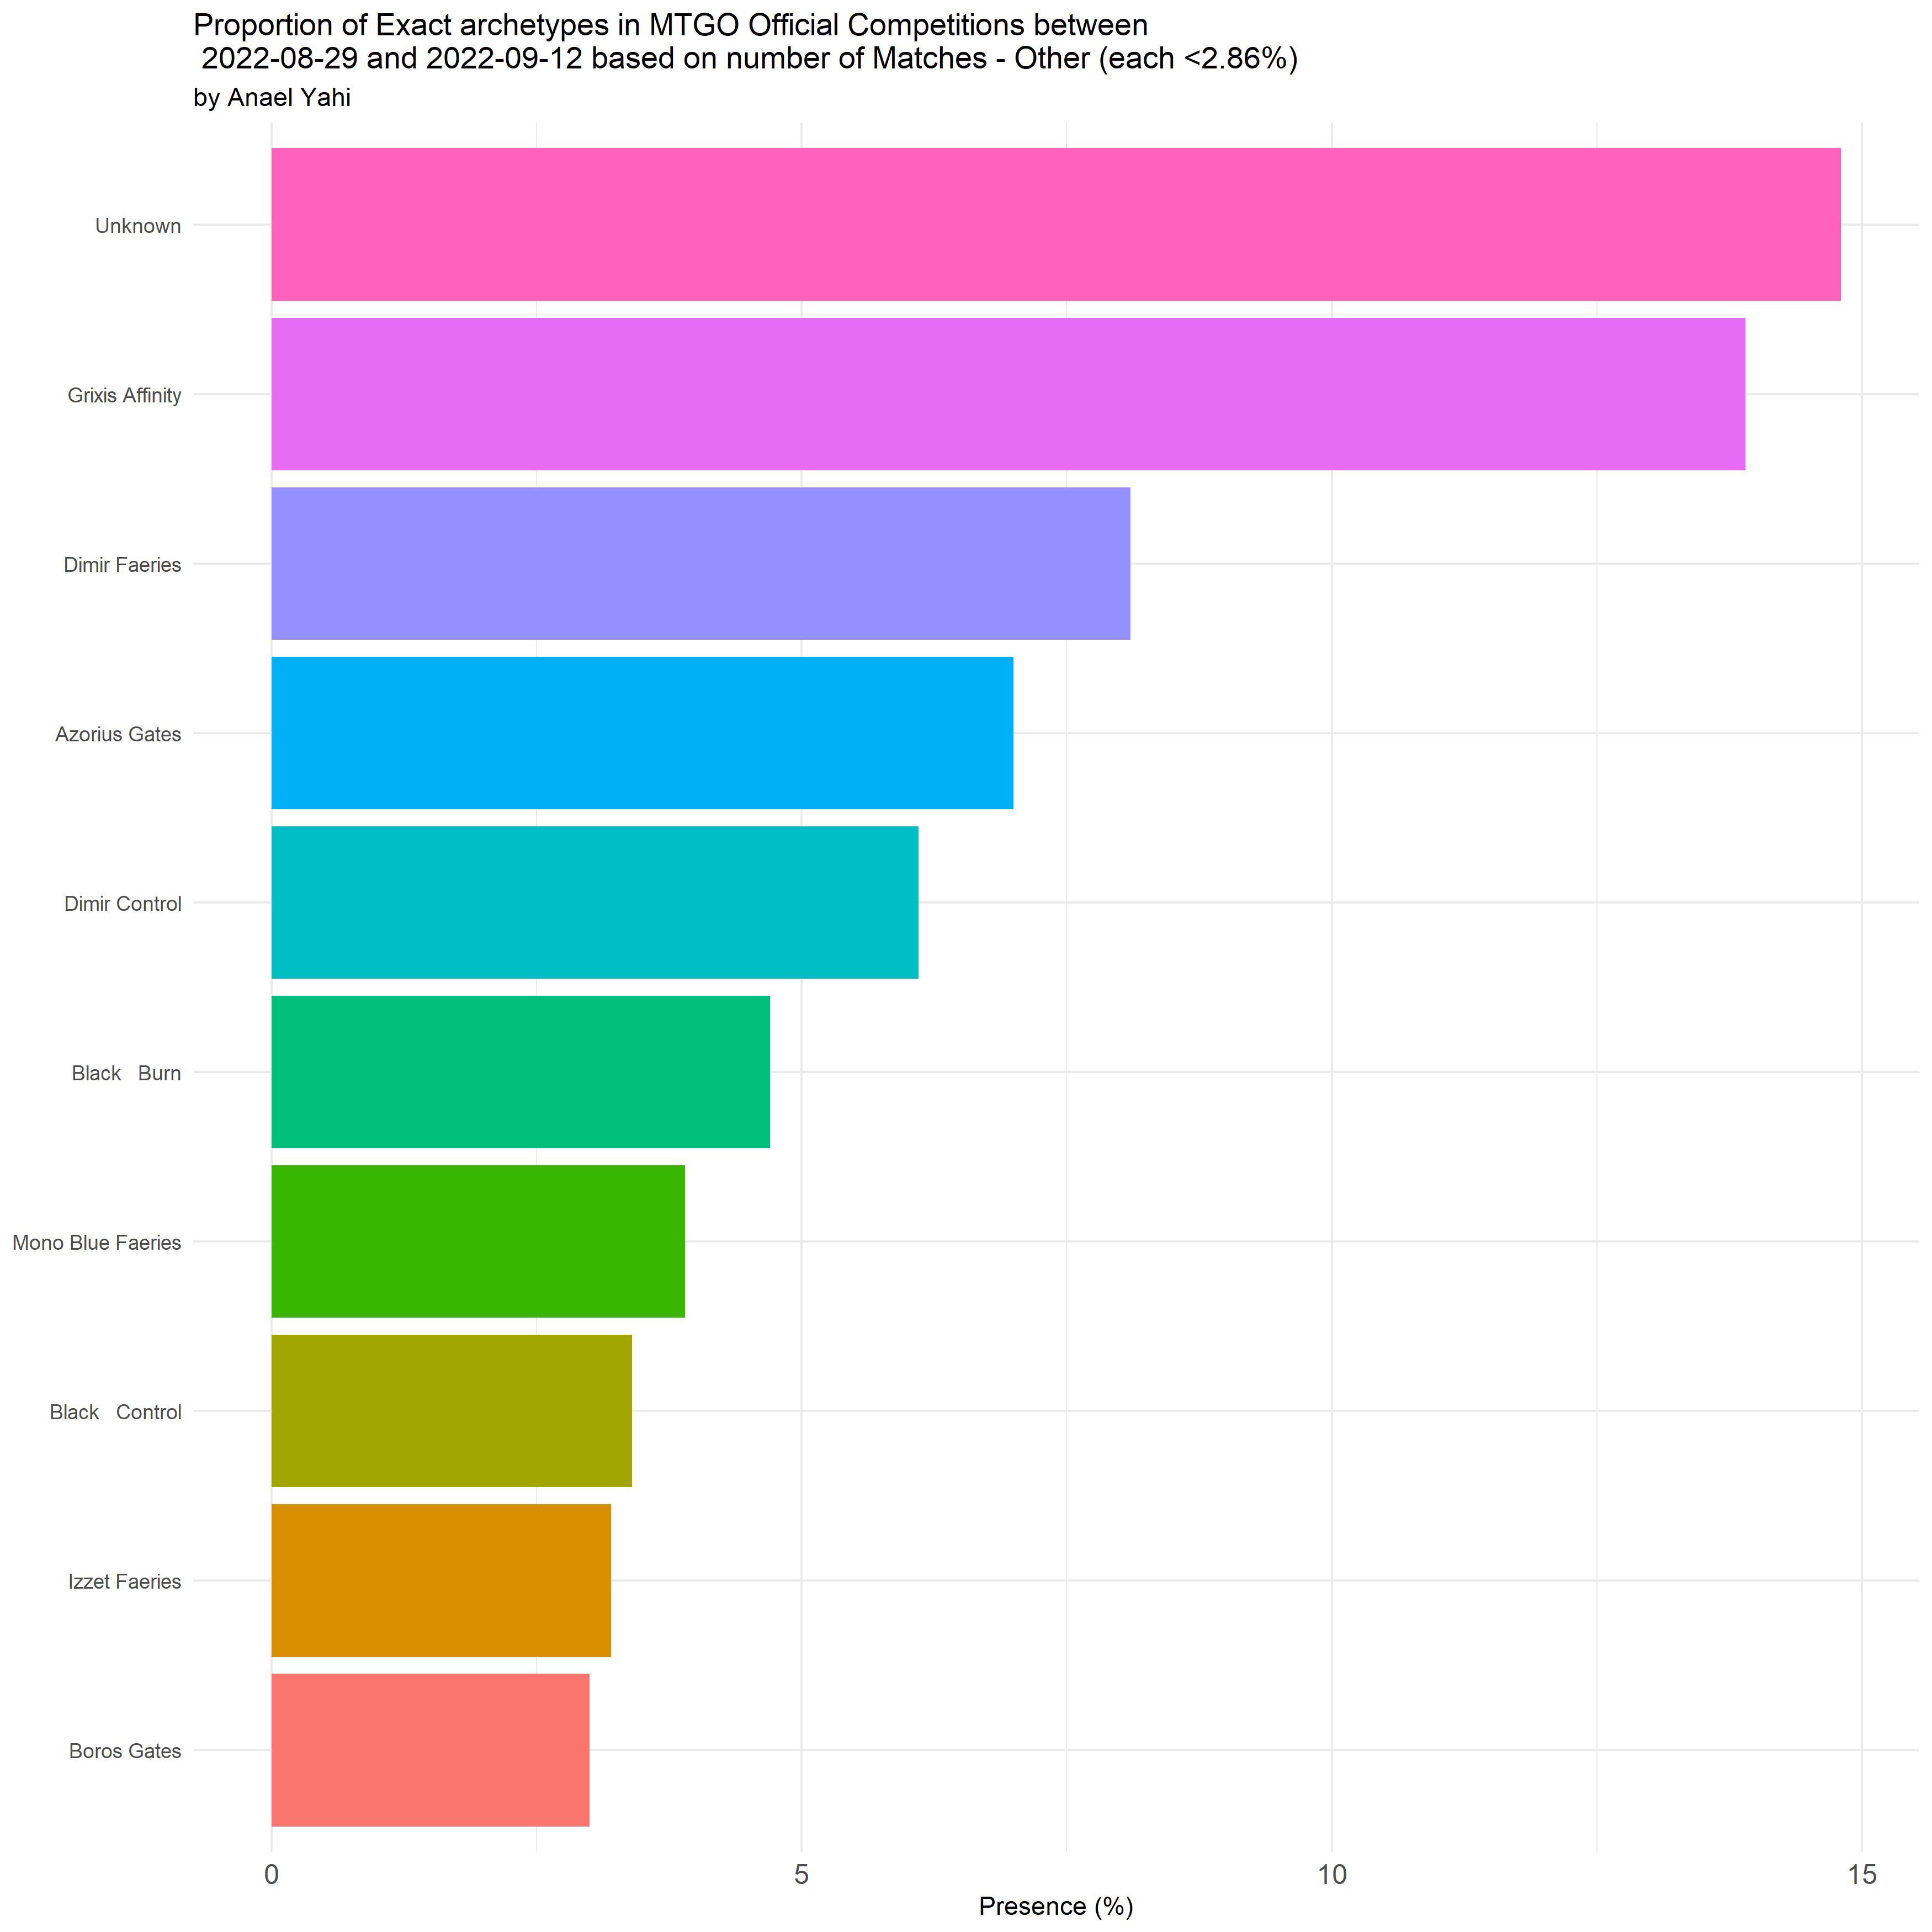 Proportion of Exact archetypes in MTGO Official Competitions between
2022-08-29 and 2022-09-12 based on number of Matches - Other (each <2.86%)
by Anael Yahi
Unknown
Grixis Affinity
Dimir Faeries
Azorius Gates
Dimir Control
Black   Burn
Mono Blue Faeries
Black   Control
Izzet Faeries
Boros Gates
0 5 10 15
Presence (%)